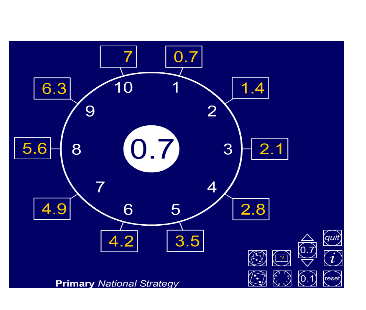 7 0.7
6.3 10 1 1.4
9 2
5.6 8 0.7 3 2.1
7 4
4.9 6 5 2.8
4.2 3.5
quit
0.7
?
i
0.1 reset
Primary National Strategy